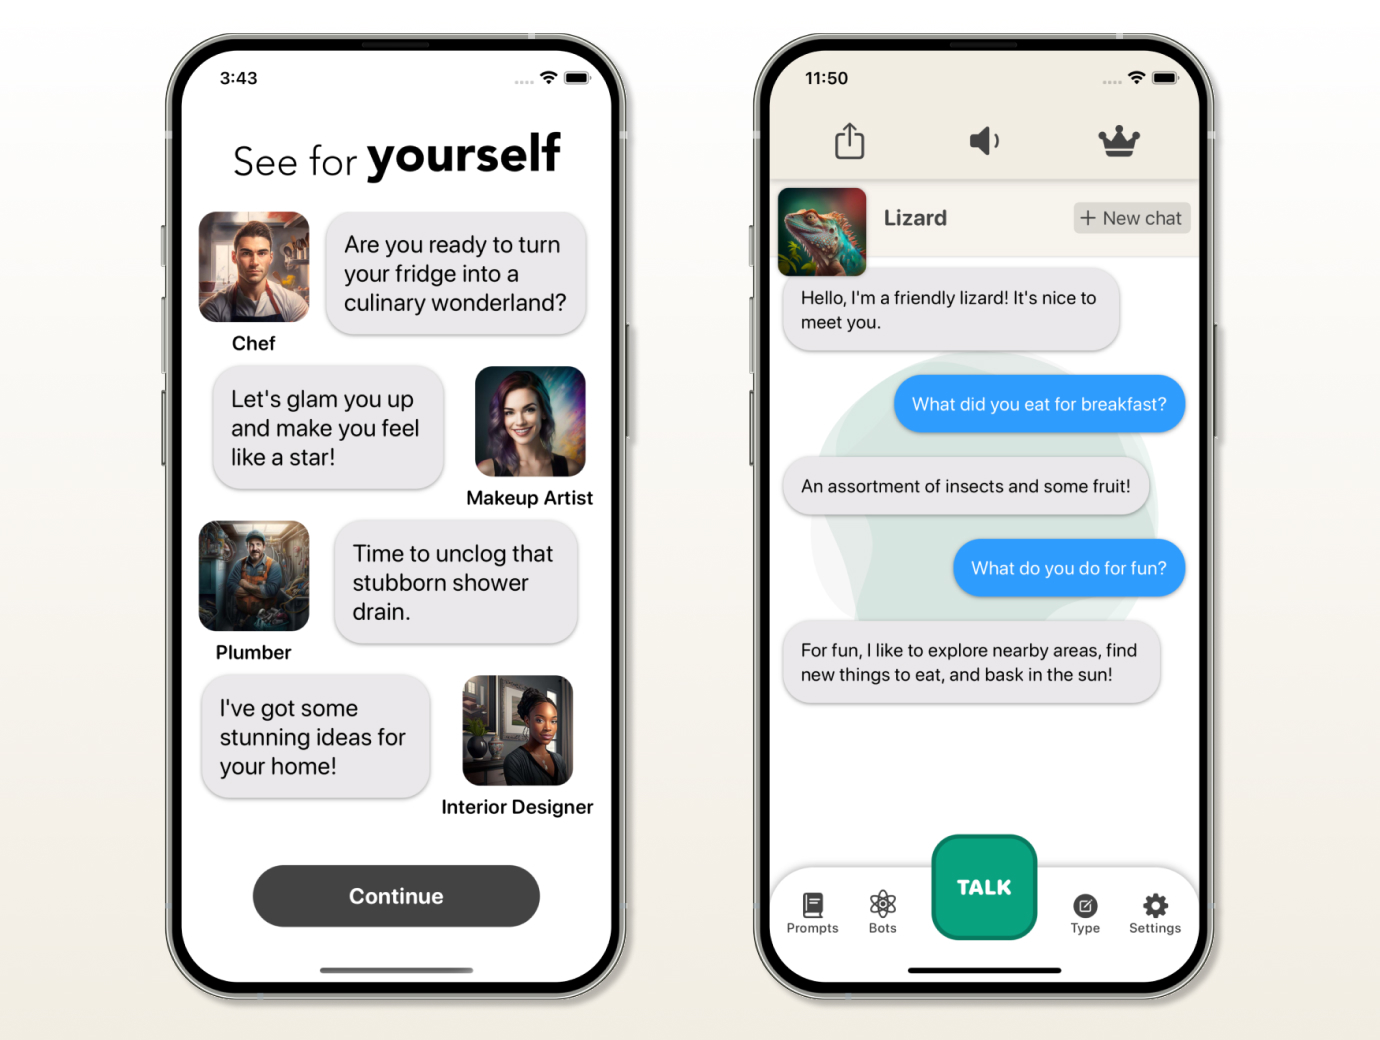 3:43
See for yourself
Are you ready to turn
your fridge into a
culinary wonderland?
Chef
Let's glam you up
and make you feel
like a star!
Makeup Artist
Time to unclog that
stubborn shower
drain.
Plumber
I've got some
stunning ideas for
your home!
Interior Designer
Continue
11:50
Lizard
+ New chat
Hello, I'm a friendly lizard! It's nice to
meet you.
What did you eat for breakfast?
An assortment of insects and some fruit!
What do you do for fun?
For fun, I like to explore nearby areas, find
new things to eat, and bask in the sun!
TALK
Prompts
Bots
Type
Settings